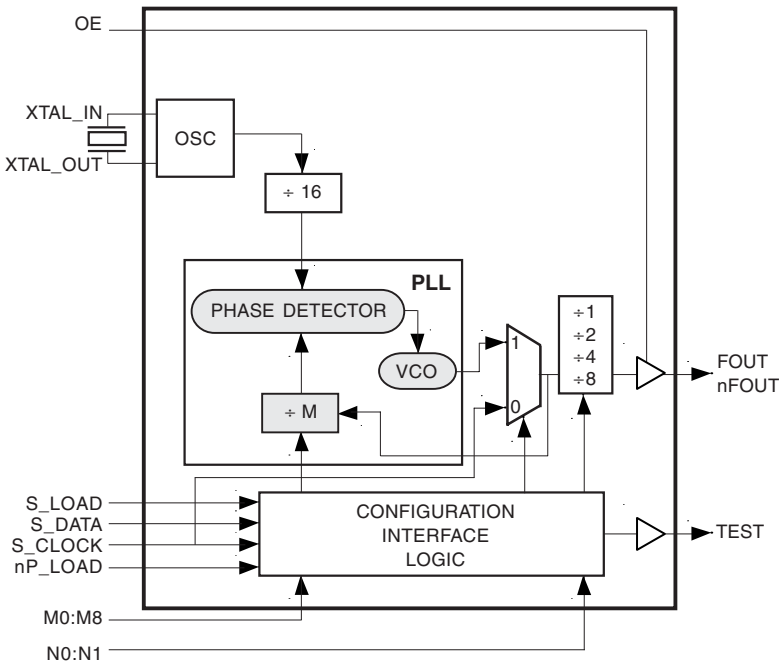 OE
XTAL_IN
OSC
XTAL_OUT
÷ 16
PLL
PHASE DETECTOR
VCO
÷ M
1
0
÷1
÷2
÷4
÷8
FOUT
nFOUT
S_LOAD
S_DATA
S_CLOCK
nP_LOAD
CONFIGURATION
INTERFACE
LOGIC
TEST
M0:M8
N0:N1